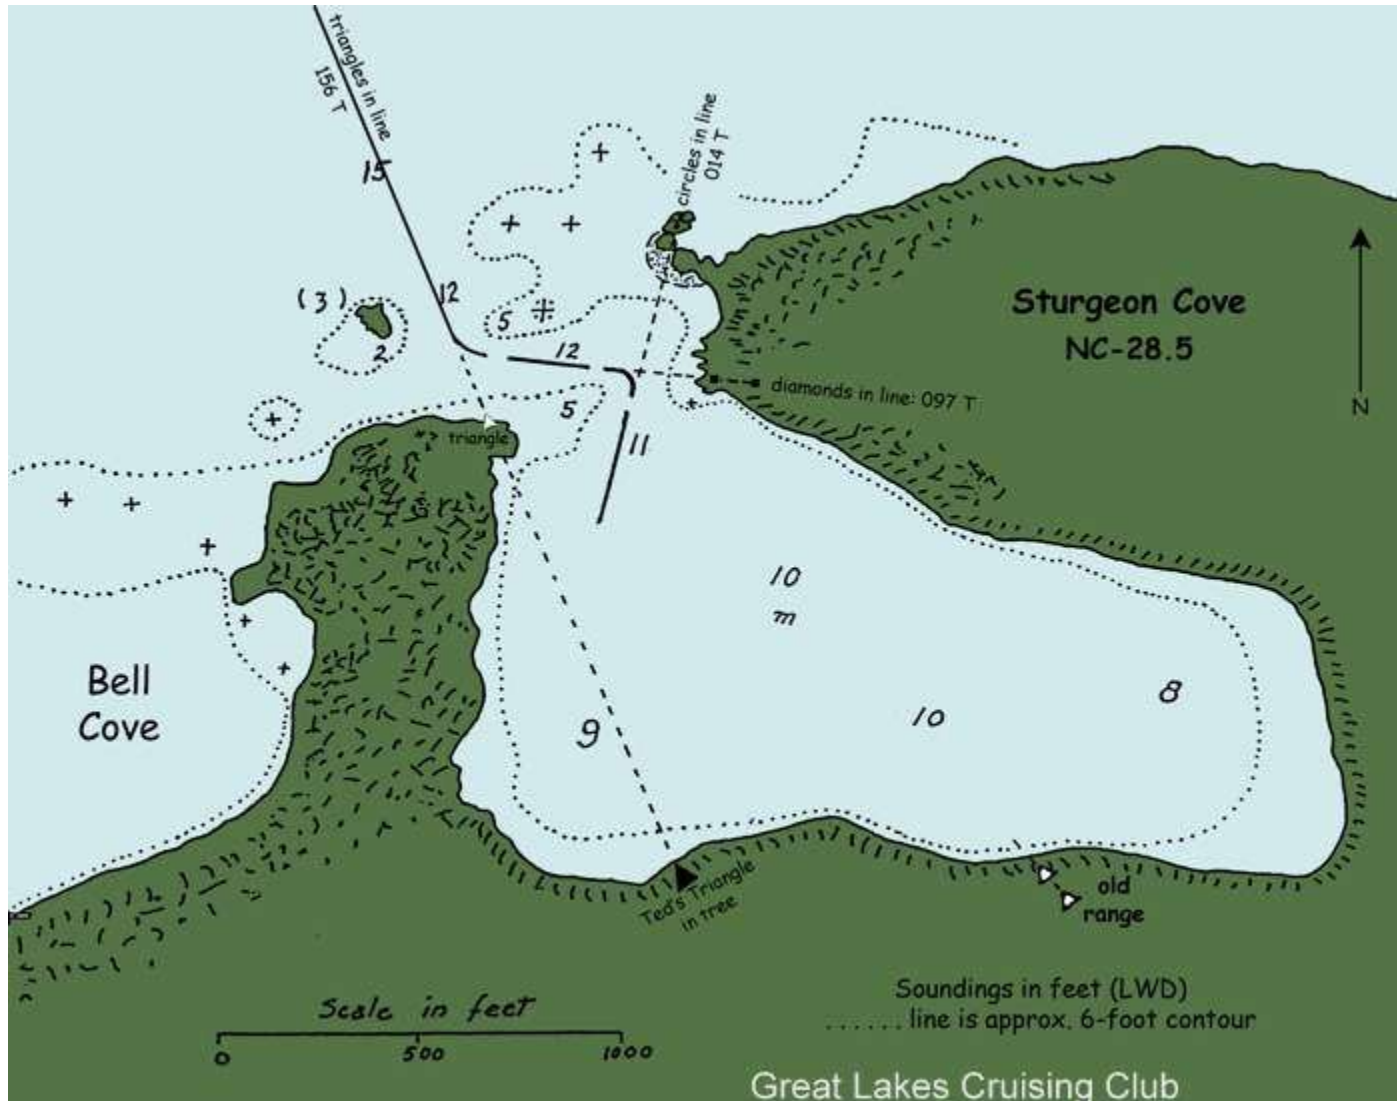 triangles in line
156 T
15
circles in line
014 T
(3)
12
5
2
12
Sturgeon Cove
NC-28.5
diamonds in line: 097 T
5
triangle
11
N
10
m
Bell
Cove
9
10
8
Ted's Triangle
in tree
old
range
Scale in feet
0 500 1000
Soundings in feet (LWD)
...... line is approx. 6-foot contour
Great Lakes Cruising Club